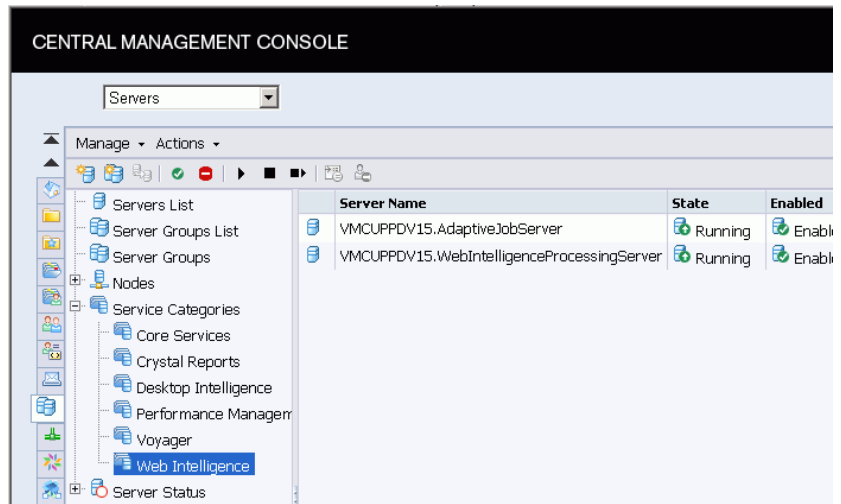 CENTRAL MANAGEMENT CONSOLE
Servers
Manage Actions
Servers List
Server Groups List
Server Groups
Nodes
Service Categories
Core Services
Crystal Reports
Desktop Intelligence
Performance Managem
Voyager
Web Intelligence
Server Status
Server Name State Enabled
VMCUPPDV15.AdaptiveJobServer Running Enabl
VMCUPPDV15.WebIntelligenceProcessingServer Running Enabl